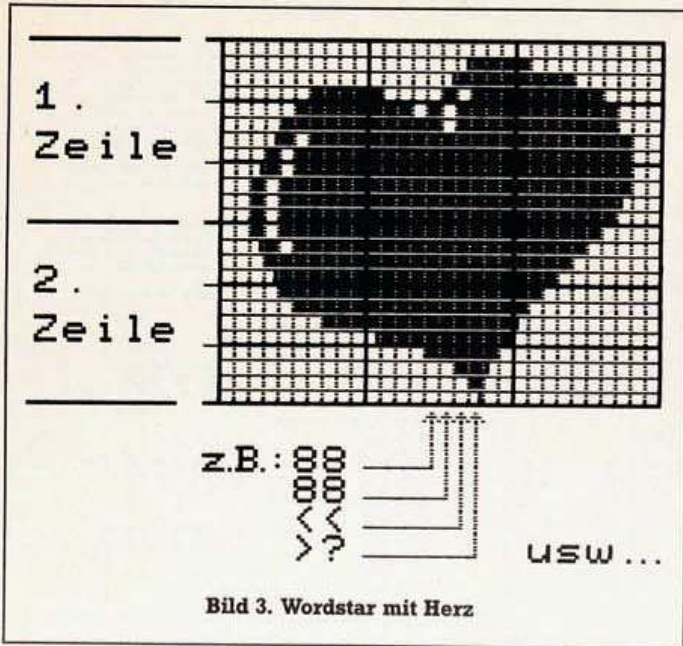 1.
Zeile
2.
Zeile
z.B.: 88
88
<<
>?
usw...
Bild 3. Wordstar mit Herz